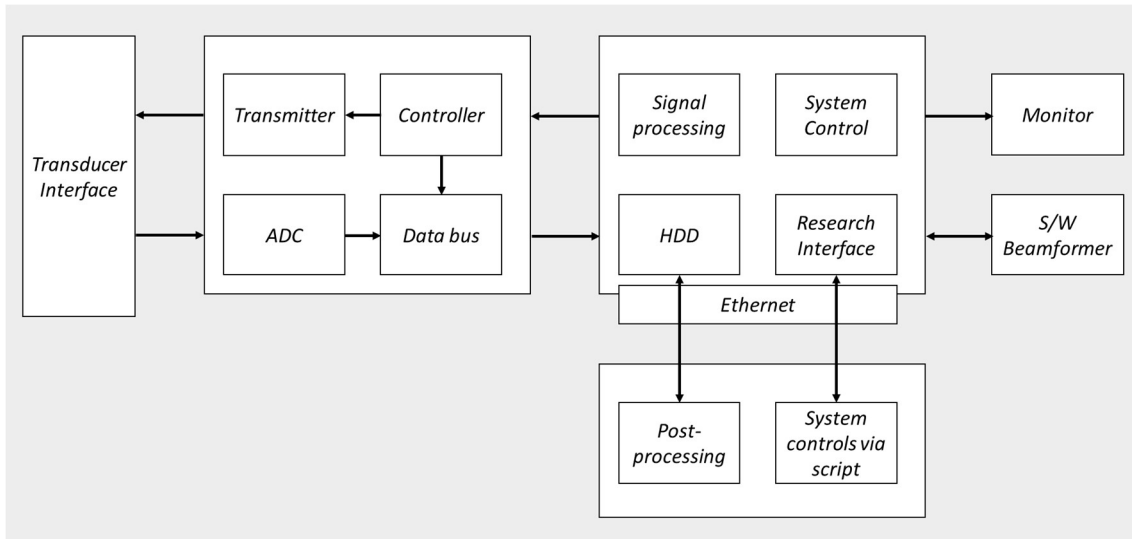 Transducer
Interface
Transmitter
Controller
ADC
Data bus
Signal
processing
System
Control
HDD
Research
Interface
Ethernet
Monitor
S/W
Beamformer
Post-
processing
System
controls via
script